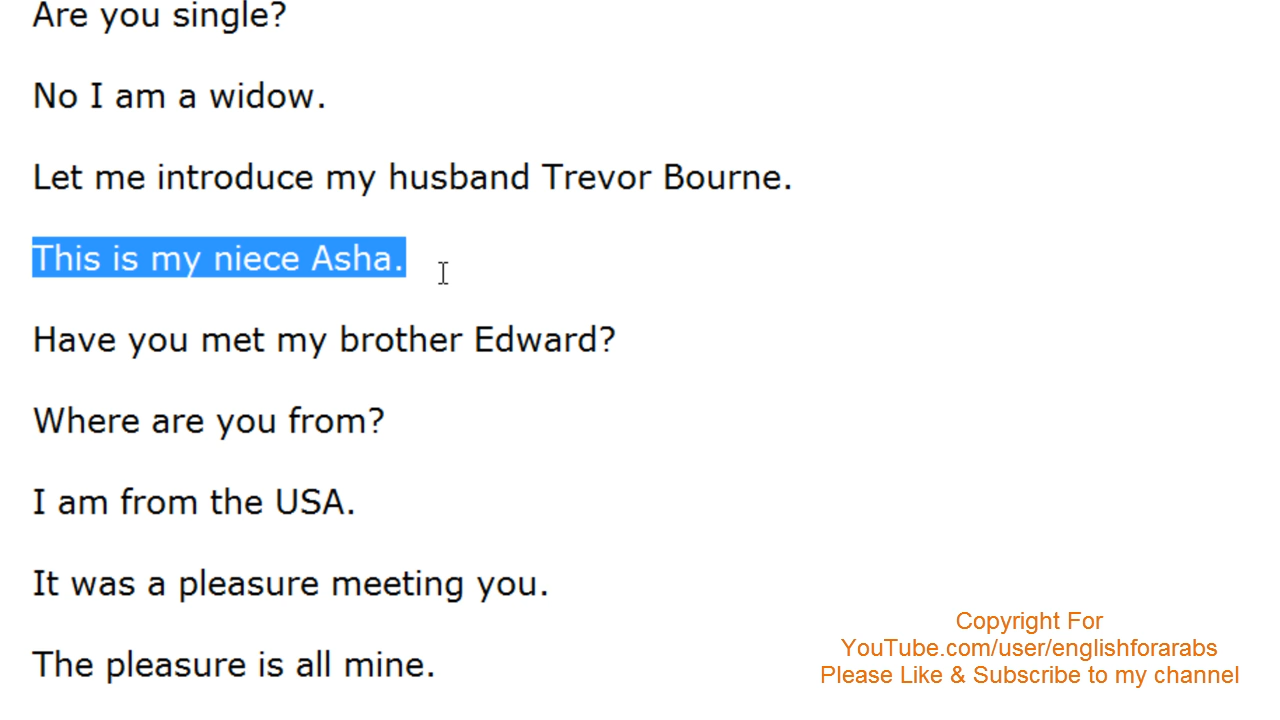 Are you single?
No I am a widow.
Let me introduce my husband Trevor Bourne.
This is my niece Asha.
Have you met my brother Edward?
Where are you from?
I am from the USA.
It was a pleasure meeting you.
The pleasure is all mine.
Copyright For
YouTube.com/user/englishforarabs
Please Like & Subscribe to my channel